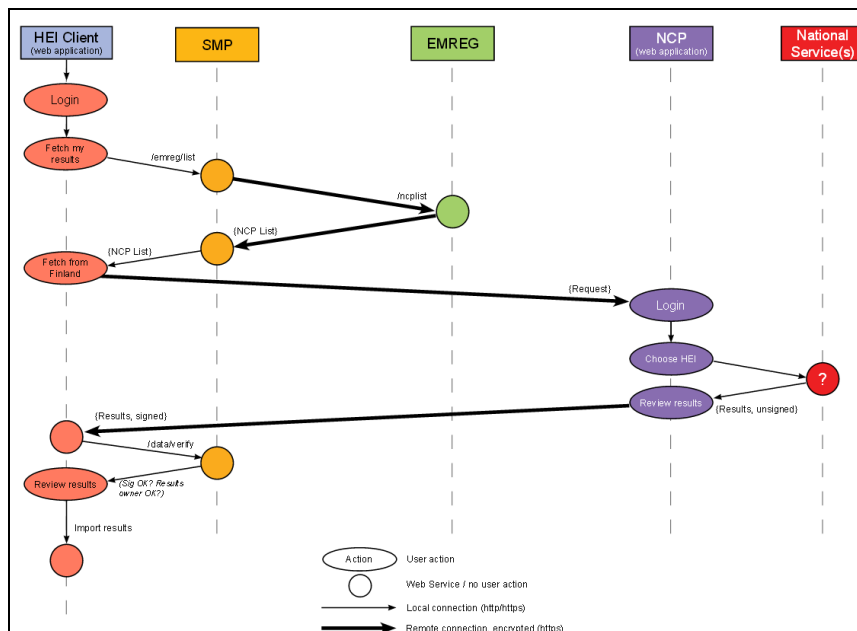 HEI Client
(web application)
SMP
EMREG
NCP
(web application)
National
Service(s)
Login
Fetch my
results
/emreg/list
/ncplist
{NCP List}
{NCP List}
Fetch from
Finland
{Request}
Login
Choose HEI
?
Review results
{Results, unsigned}
{Results, signed}
/data/verify
Review results
(Sig OK? Results
owner OK?)
Import results
Action
User action
Web Service / no user action
Local connection (http/https)
Remote connection, encrypted (https)